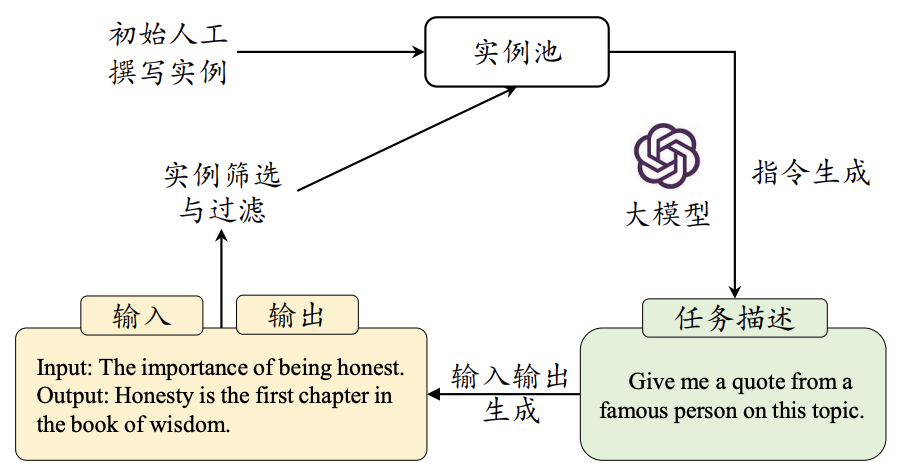 初始人工
撰写实例
实例池
大模型
指令生成
实例筛选
与过滤
输入
输出
任务描述
Input: The importance of being honest.
Output: Honesty is the first chapter in
the book of wisdom.
输入输出
生成
Give me a quote from a
famous person on this topic.